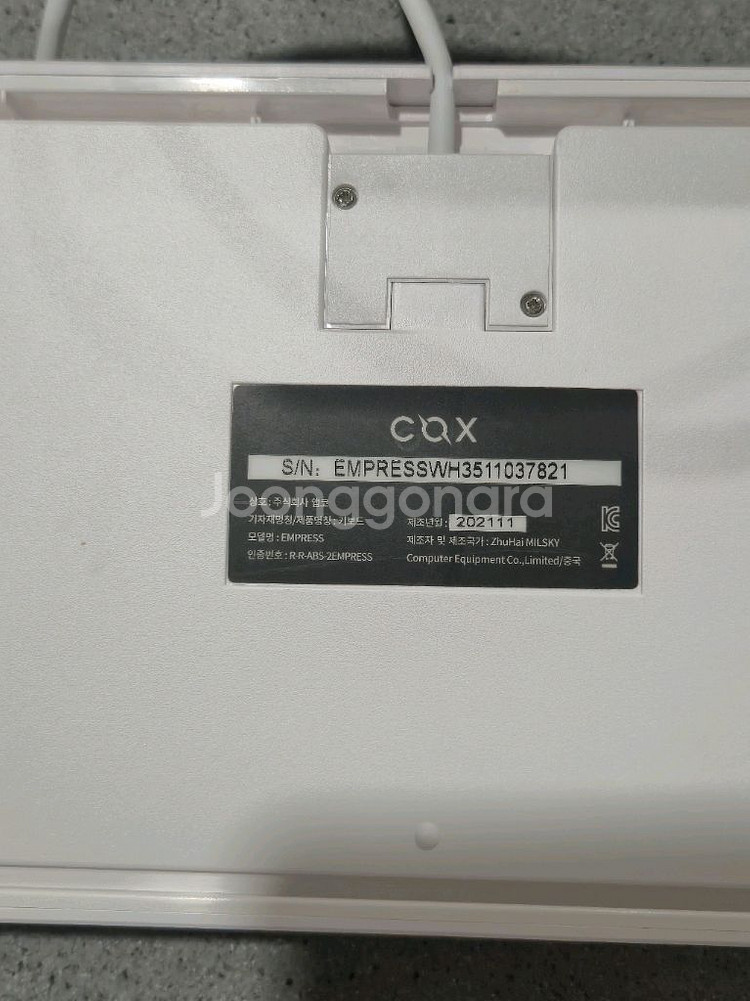 COX
S/N: EMPRESSWH3511037821
상호 : 주식회사 앱코
기자재명칭/제품명칭 : 키보드
모델명 : EMPRESS
인증번호 : R-R-ABS-2EMPRESS
제조년월 : 202111
제조자 및 제조국가 : ZhuHai MILSKY
Computer Equipment Co.,Limited/중국
Joonggonara